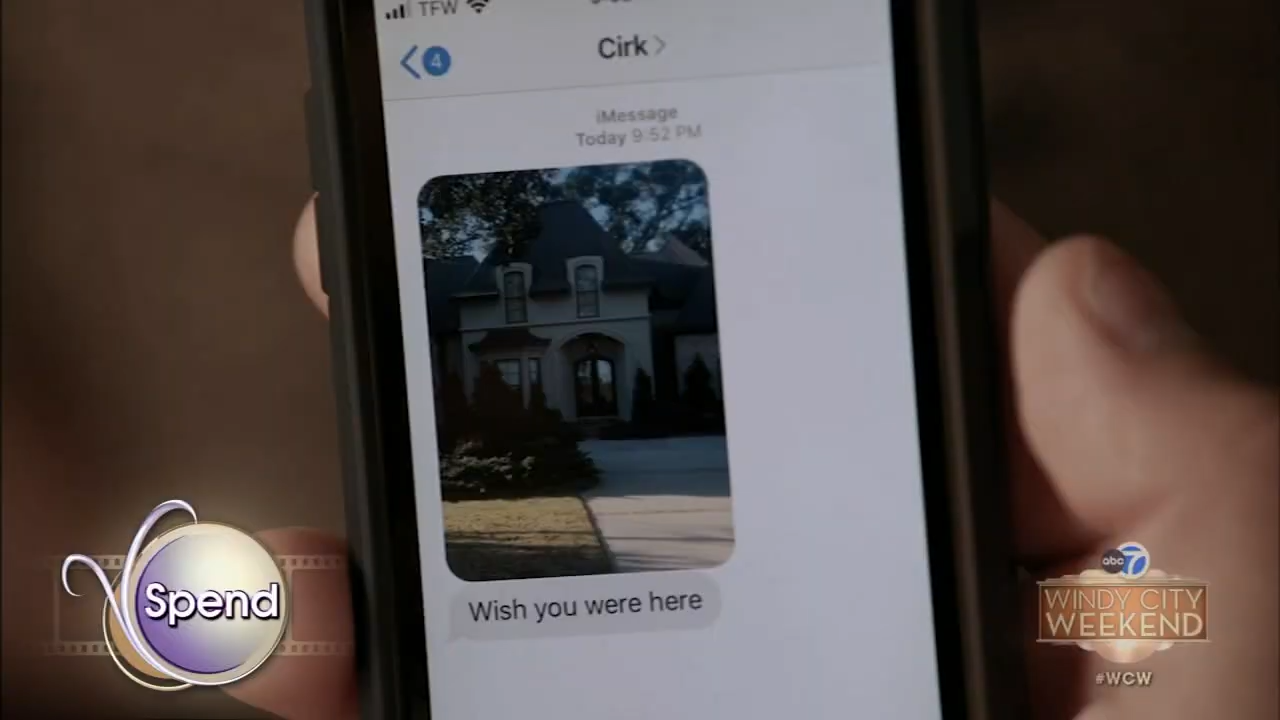 TFW
4
Cirk
iMessage
Today 9:52 PM
Wish you were here
Spend
abc 7
WINDY CITY
WEEKEND
#WCW